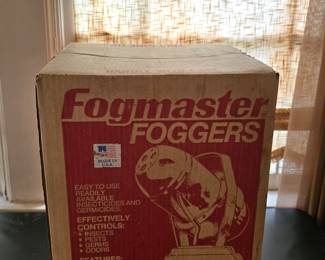 Fogmaster
FOGGERS
MADE IN
U.S.A.
EASY TO USE
READILY
AVAILABLE
INSECTICIDES AND
GERMICIDES.
EFFECTIVELY
CONTROLS:
• INSECTS
• PESTS
• GERMS
• ODORS
FEATURES: